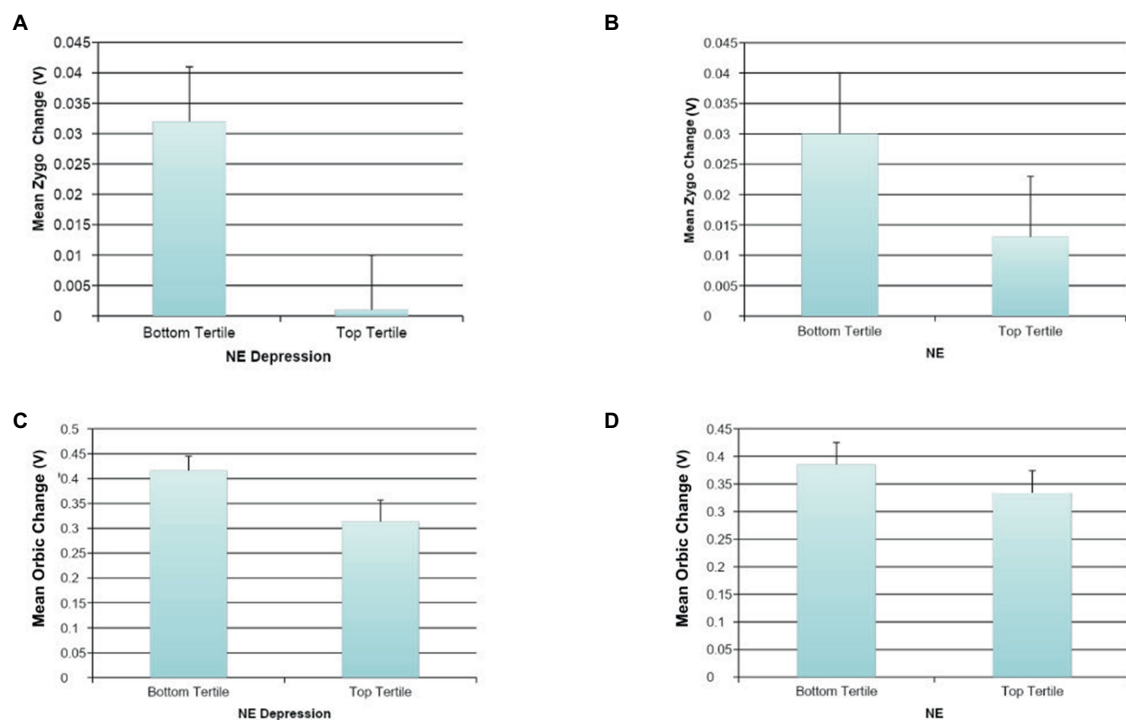 A
Mean Zygo Change (V)
0.045
0.04
0.035
0.03
0.025
0.02
0.015
0.01
0.005
0
Bottom Tertile Top Tertile
NE Depression
B
Mean Zygo Change (V)
0.045
0.04
0.035
0.03
0.025
0.02
0.015
0.01
0.005
0
Bottom Tertile Top Tertile
NE
C
Mean Orbic Change (V)
0.5
0.45
0.4
0.35
0.3
0.25
0.2
0.15
0.1
0.05
0
Bottom Tertile Top Tertile
NE Depression
D
Mean Orbic Change (V)
0.45
0.4
0.35
0.3
0.25
0.2
0.15
0.1
0.05
0
Bottom Tertile Top Tertile
NE